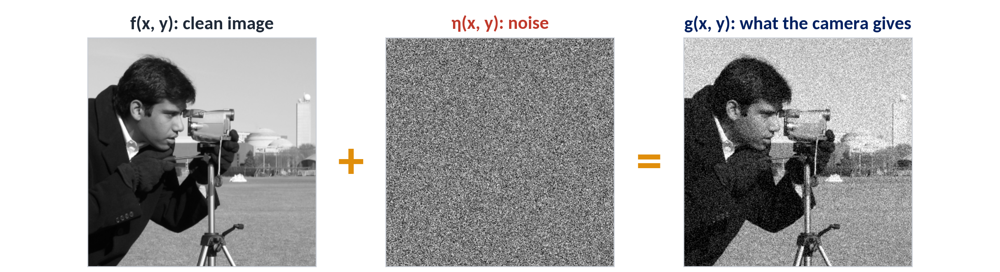 f(x, y): clean image
η(x, y): noise
g(x, y): what the camera gives
+
=